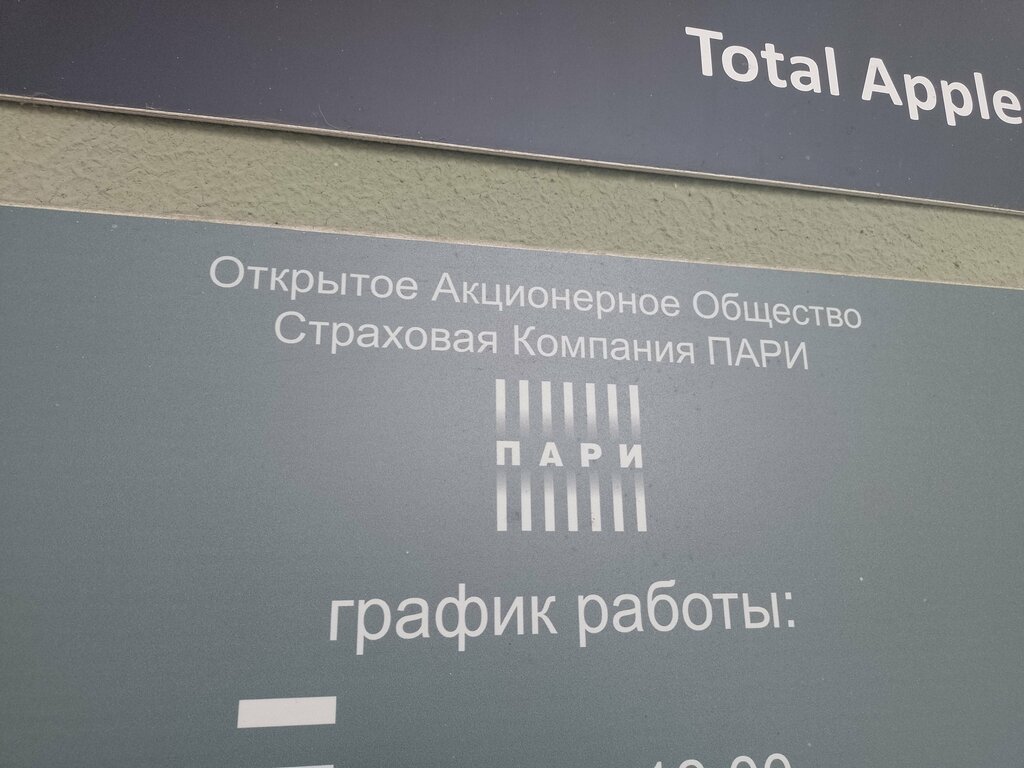 Total Apple
Открытое Акционерное Общество
Страховая Компания ПАРИ
ПАРИ
график работы: